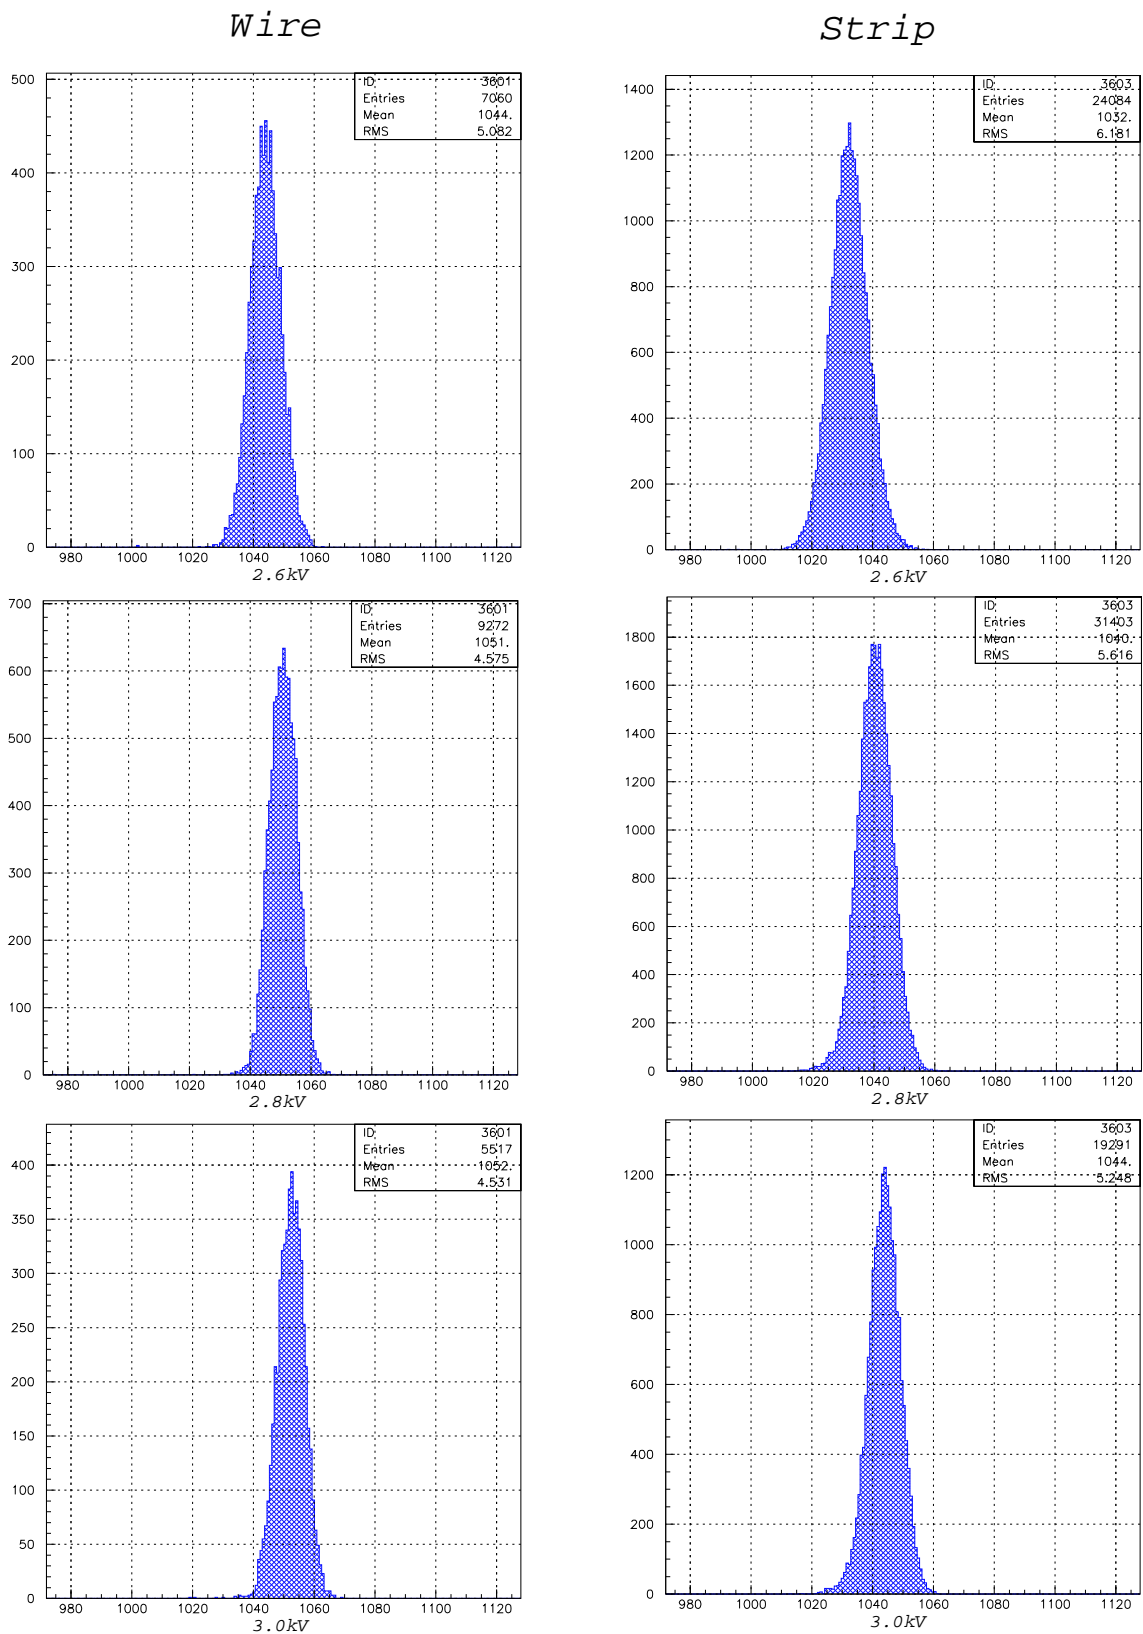 Wire Strip
ID 3601
Entries 7060
Mean 1044.
RMS 5.082
500
400
300
200
100
0
980 1000 1020 1040 1060 1080 1100 1120
2.6kV
ID 3603
Entries 24084
Mean 1032.
RMS 6.181
1400
1200
1000
800
600
400
200
0
980 1000 1020 1040 1060 1080 1100 1120
2.6kV
ID 3601
Entries 9272
Mean 1051.
RMS 4.575
700
600
500
400
300
200
100
0
980 1000 1020 1040 1060 1080 1100 1120
2.8kV
ID 3603
Entries 31403
Mean 1040.
RMS 5.616
1800
1600
1400
1200
1000
800
600
400
200
0
980 1000 1020 1040 1060 1080 1100 1120
2.8kV
ID 3601
Entries 5517
Mean 1052.
RMS 4.531
400
350
300
250
200
150
100
50
0
980 1000 1020 1040 1060 1080 1100 1120
3.0kV
ID 3603
Entries 19291
Mean 1044.
RMS 5.248
1200
1000
800
600
400
200
0
980 1000 1020 1040 1060 1080 1100 1120
3.0kV